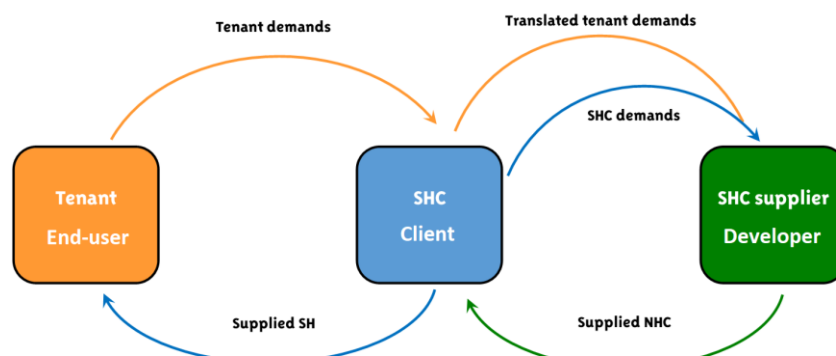 Translated tenant demands
Tenant demands
SHC demands
Tenant
End-user
SHC
Client
SHC supplier
Developer
Supplied SH
Supplied NHC